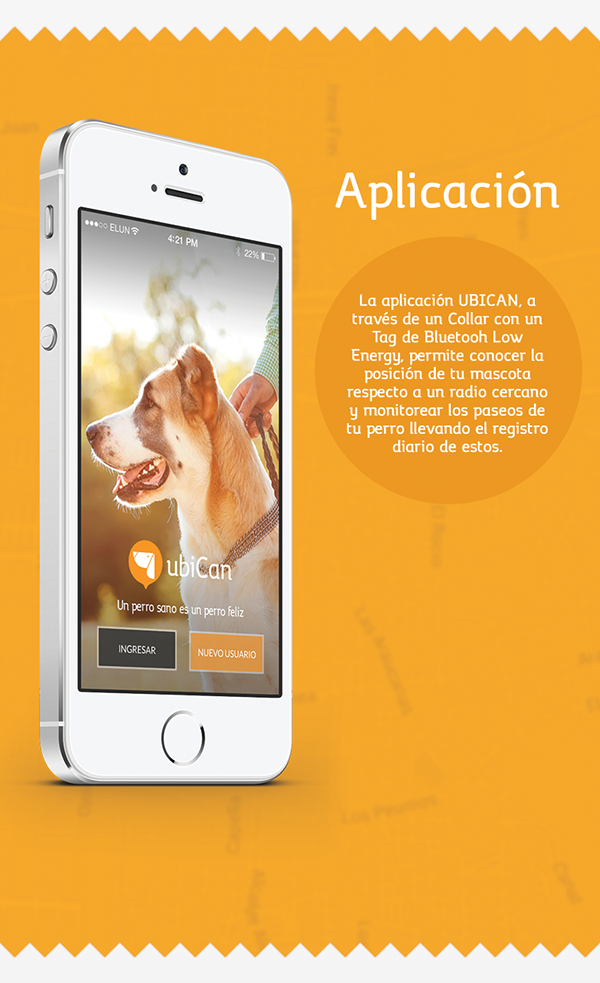 Aplicación
La aplicación UBICAN, a
través de un Collar con un
Tag de Bluetooh Low
Energy, permite conocer la
posición de tu mascota
respecto a un radio cercano
y monitorear los paseos de
tu perro llevando el registro
diario de estos.
ELUN
4:21 PM
22%
ubiCan
Un perro sano es un perro feliz
INGRESAR
NUEVO USUARIO
Los Peumos